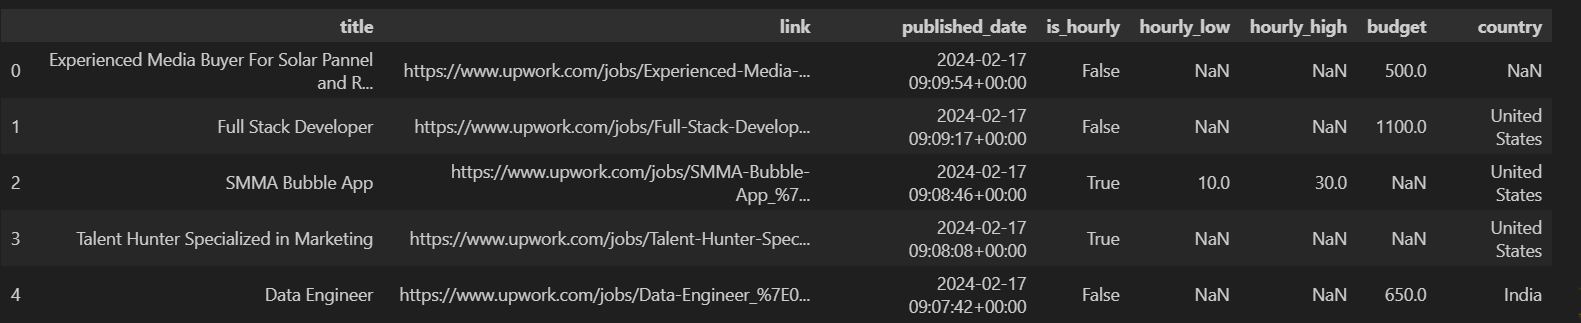 title link published_date is_hourly hourly_low hourly_high budget country
0 Experienced Media Buyer For Solar Pannel and R... https://www.upwork.com/jobs/Experienced-Media-... 2024-02-17 09:09:54+00:00 False NaN NaN 500.0 NaN
1 Full Stack Developer https://www.upwork.com/jobs/Full-Stack-Develop... 2024-02-17 09:09:17+00:00 False NaN NaN 1100.0 United States
2 SMMA Bubble App https://www.upwork.com/jobs/SMMA-Bubble-App_%7... 2024-02-17 09:08:46+00:00 True 10.0 30.0 NaN United States
3 Talent Hunter Specialized in Marketing https://www.upwork.com/jobs/Talent-Hunter-Spec... 2024-02-17 09:08:08+00:00 True NaN NaN NaN United States
4 Data Engineer https://www.upwork.com/jobs/Data-Engineer_%7E0... 2024-02-17 09:07:42+00:00 False NaN NaN 650.0 India